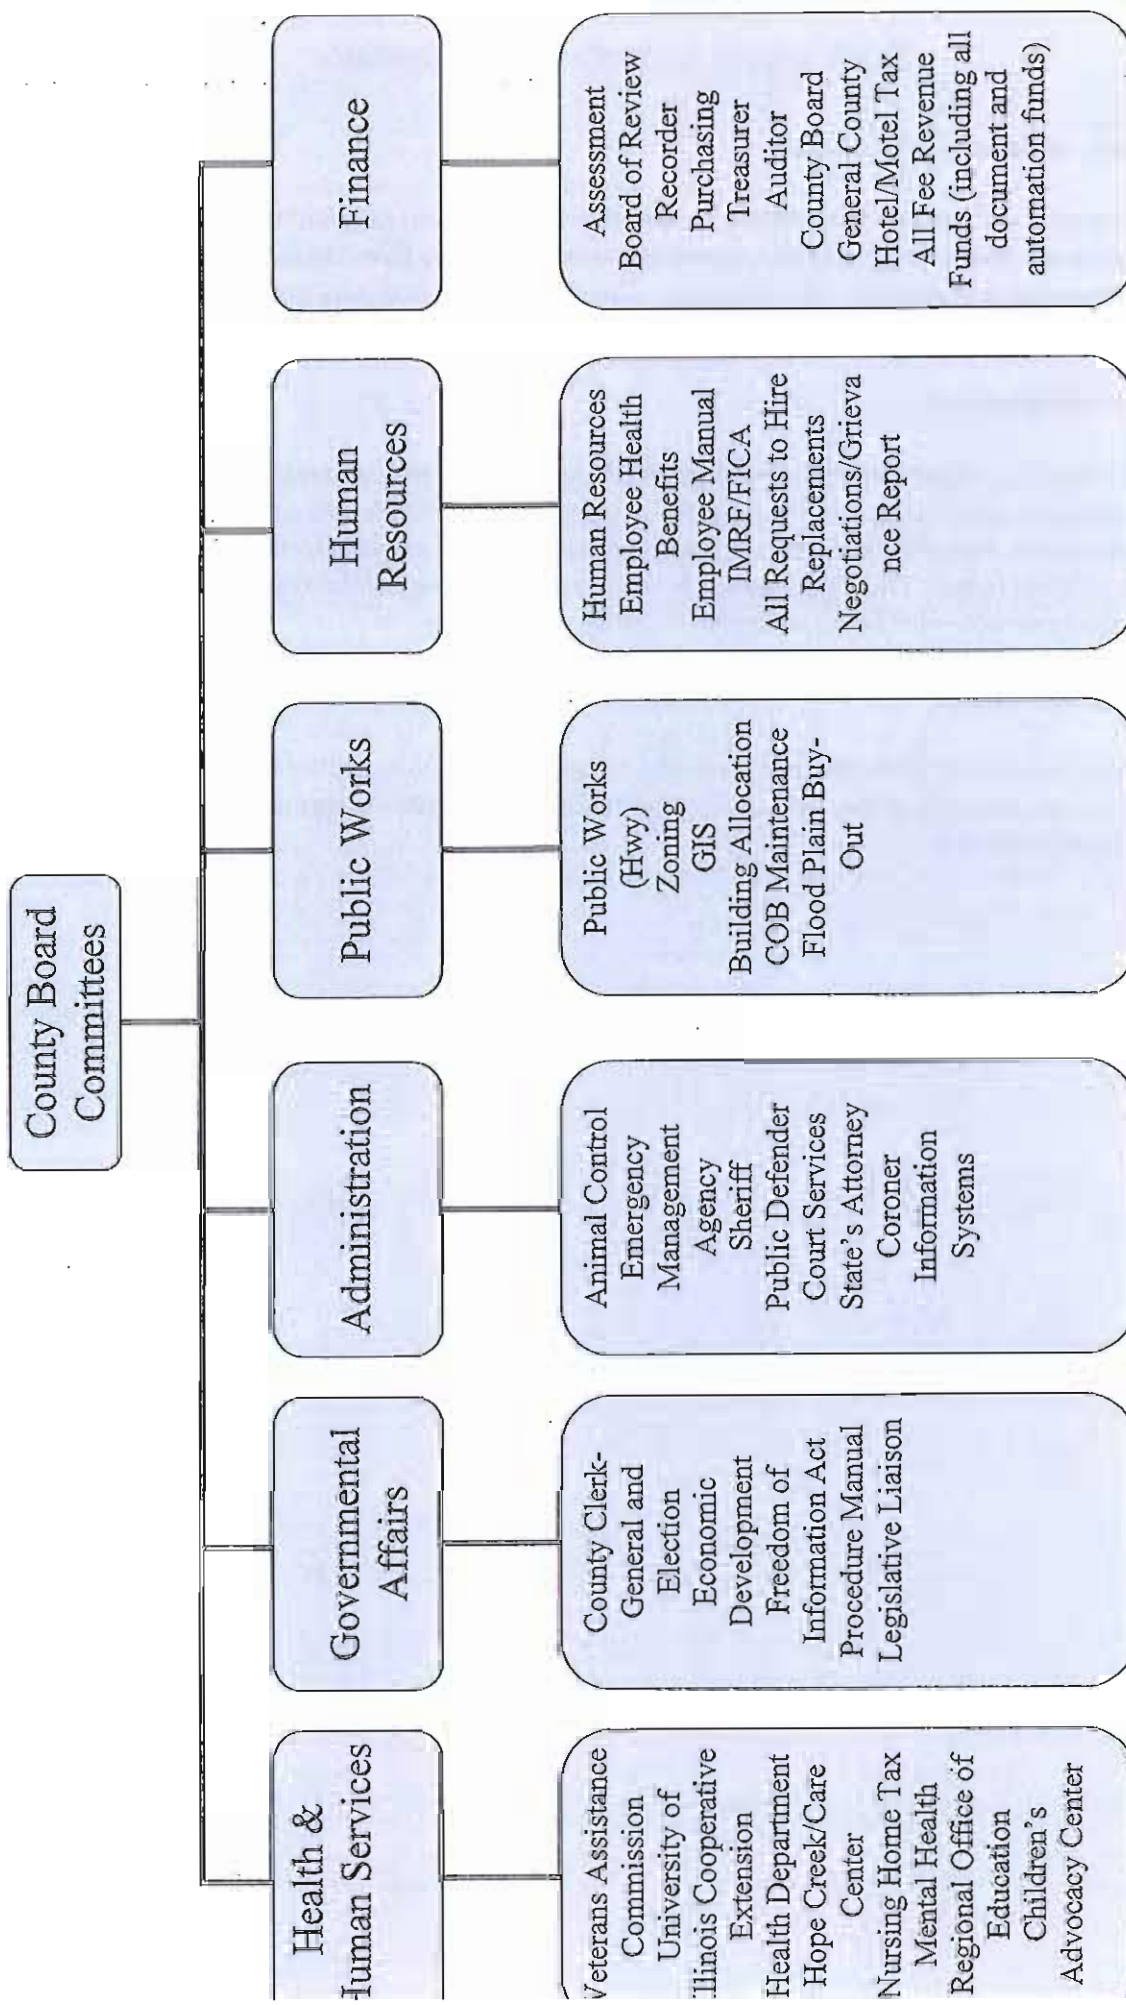 County Board
Committees
Health &
Human Services
Governmental
Affairs
Administration
Public Works
Human
Resources
Finance
Veterans Assistance
Commission
University of
Illinois Cooperative
Extension
Health Department
Hope Creek/Care
Center
Nursing Home Tax
Mental Health
Regional Office of
Education
Children's
Advocacy Center
County Clerk-
General and
Election
Economic
Development
Freedom of
Information Act
Procedure Manual
Legislative Liaison
Animal Control
Emergency
Management
Agency
Sheriff
Public Defender
Court Services
State's Attorney
Coroner
Information
Systems
Public Works
(Hwy)
Zoning
GIS
Building Allocation
COB Maintenance
Flood Plain Buy-
Out
Human Resources
Employee Health
Benefits
Employee Manual
IMRF/FICA
All Requests to Hire
Replacements
Negotiations/Grieva
nce Report
Assessment
Board of Review
Recorder
Purchasing
Treasurer
Auditor
County Board
General County
Hotel/Motel Tax
All Fee Revenue
Funds (including all
document and
automation funds)